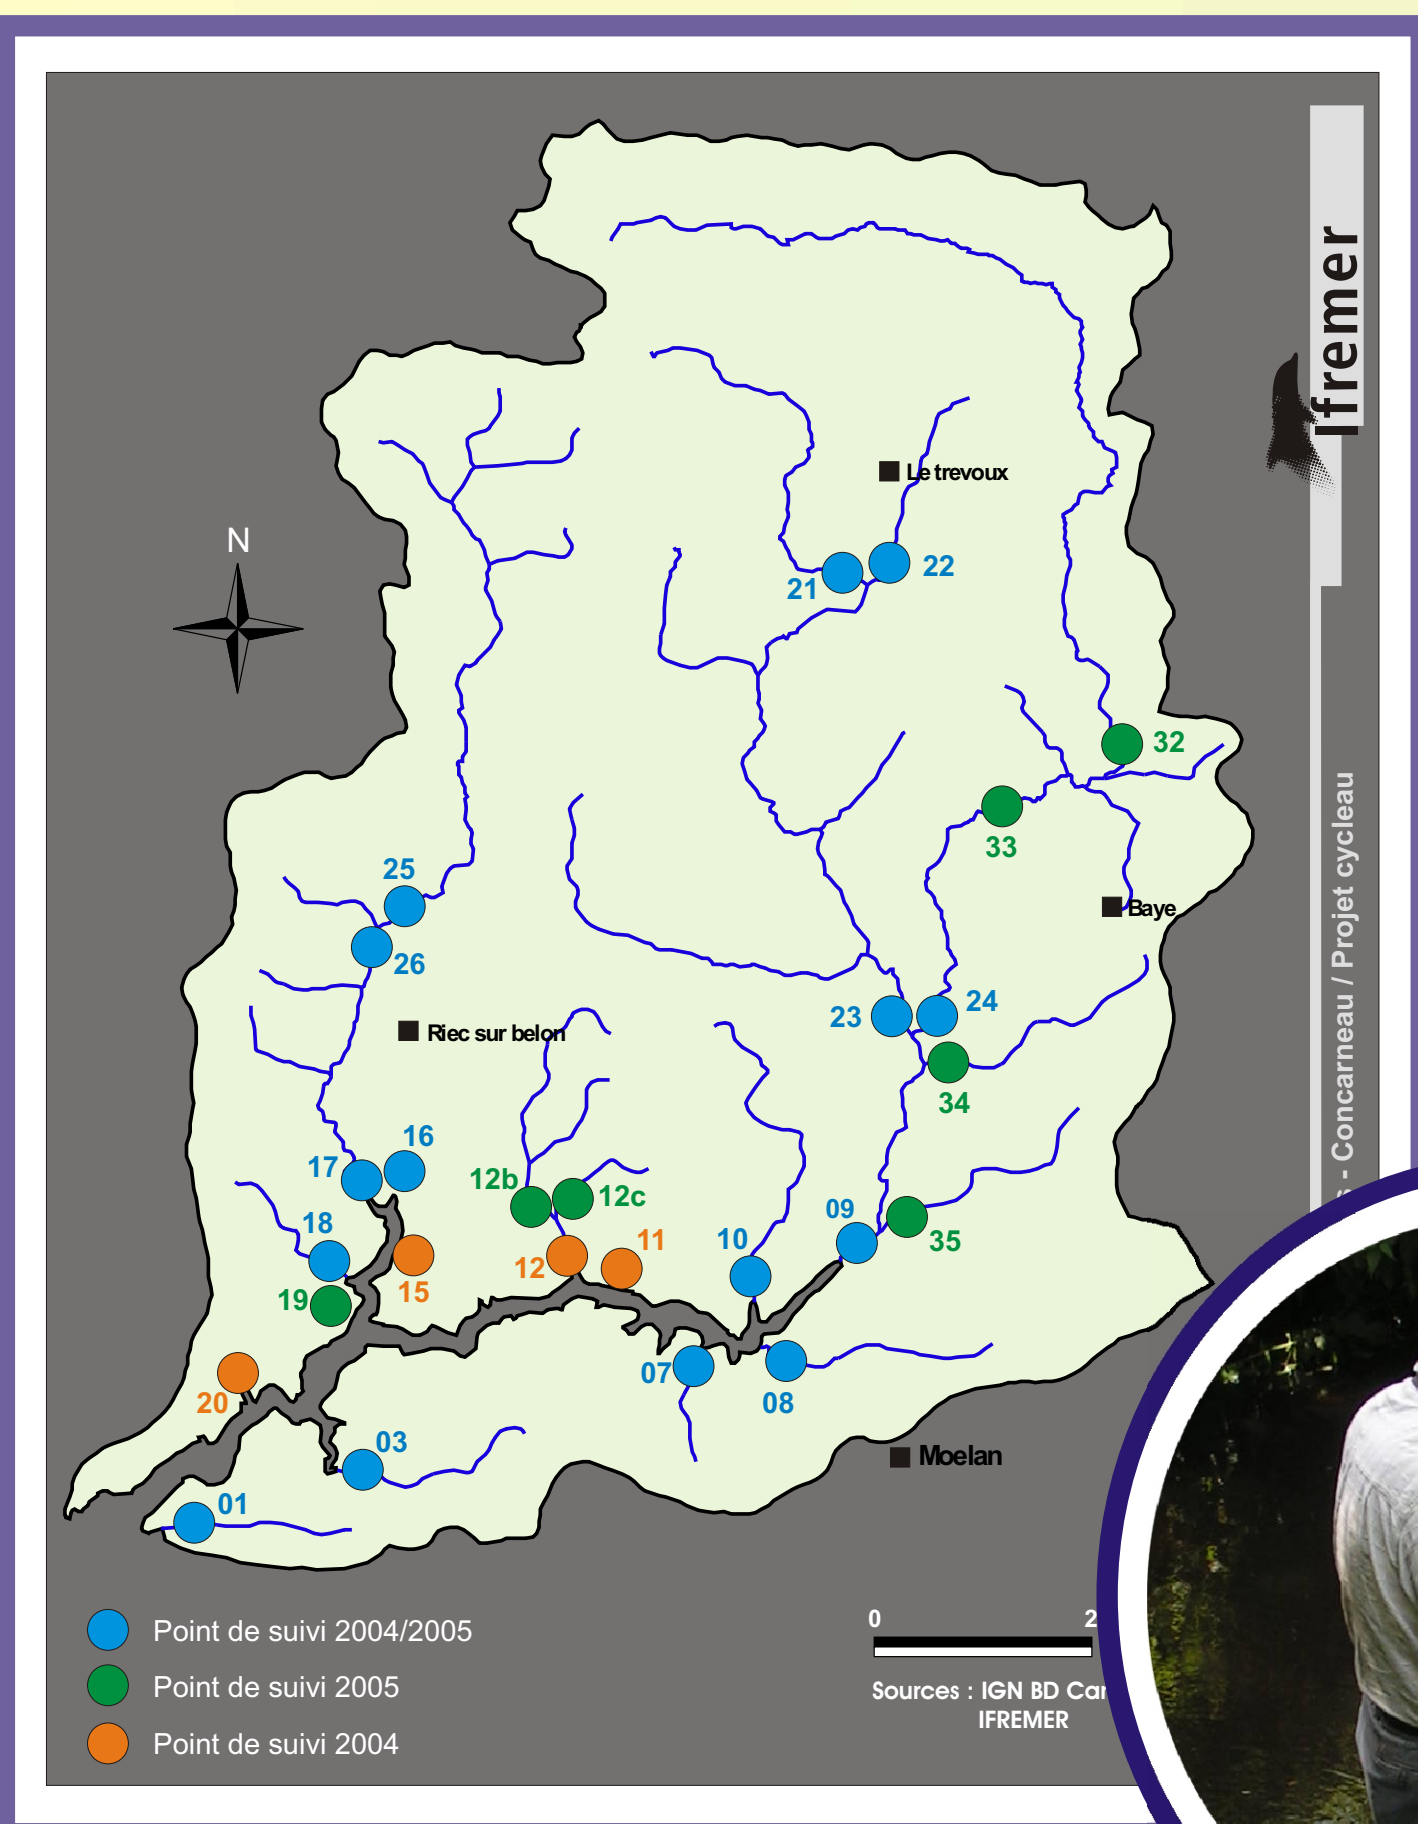 Ifremer
Le trevoux
N
22
21
32
33
25
Baye
26
24
23
Riec sur belon
34
16
17
12b
12c
09
18
35
11
10
12
15
19
07
20
08
03
Moelan
01
- Concarneau / Projet cycleau
0 2
Point de suivi 2004/2005
Point de suivi 2005
Point de suivi 2004
Sources : IGN BD
IFREMER